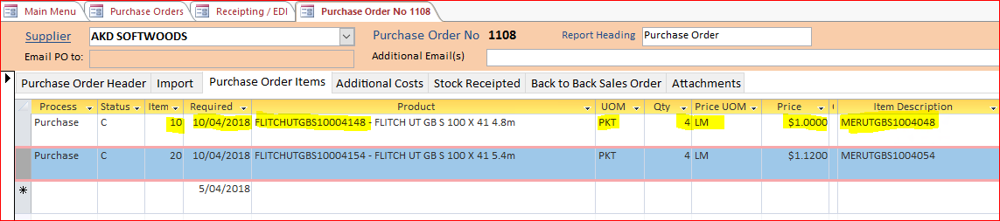 Main Menu Purchase Orders Receipting / EDI Purchase Order No 1108
Supplier AKD SOFTWOODS Purchase Order No 1108 Report Heading Purchase Order
Email PO to: Additional Email(s)
Purchase Order Header Import Purchase Order Items Additional Costs Stock Receipted Back to Back Sales Order Attachments
Process Status Item Required Product UOM Qty Price UOM Price Item Description
Purchase C 10 10/04/2018 FLITCHUTGBS10004148 - FLITCH UT GB S 100 X 41 4.8m PKT 4 LM $1.0000 MERUTGBS1004048
Purchase C 20 10/04/2018 FLITCHUTGBS10004154 - FLITCH UT GB S 100 X 41 5.4m PKT 4 LM $1.1200 MERUTGBS1004054
5/04/2018